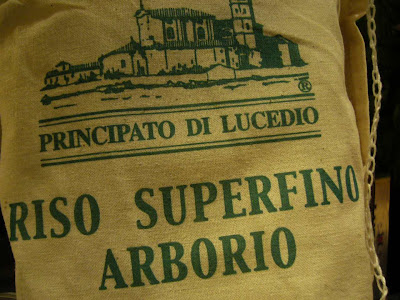 ®
PRINCIPATO DI LUCEDIO
RISO SUPERFINO
ARBORIO